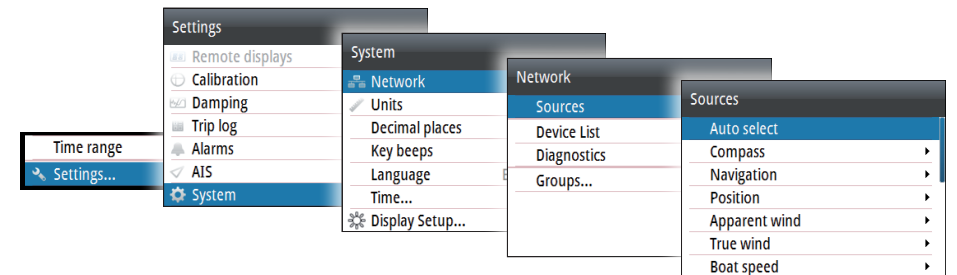 Time range
Settings...
Settings
Remote displays
Calibration
Damping
Trip log
Alarms
AIS
System
System
Network
Units
Decimal places
Key beeps
Language
Time...
Display Setup...
Network
Sources
Device List
Diagnostics
Groups...
Sources
Auto select
Compass
Navigation
Position
Apparent wind
True wind
Boat speed